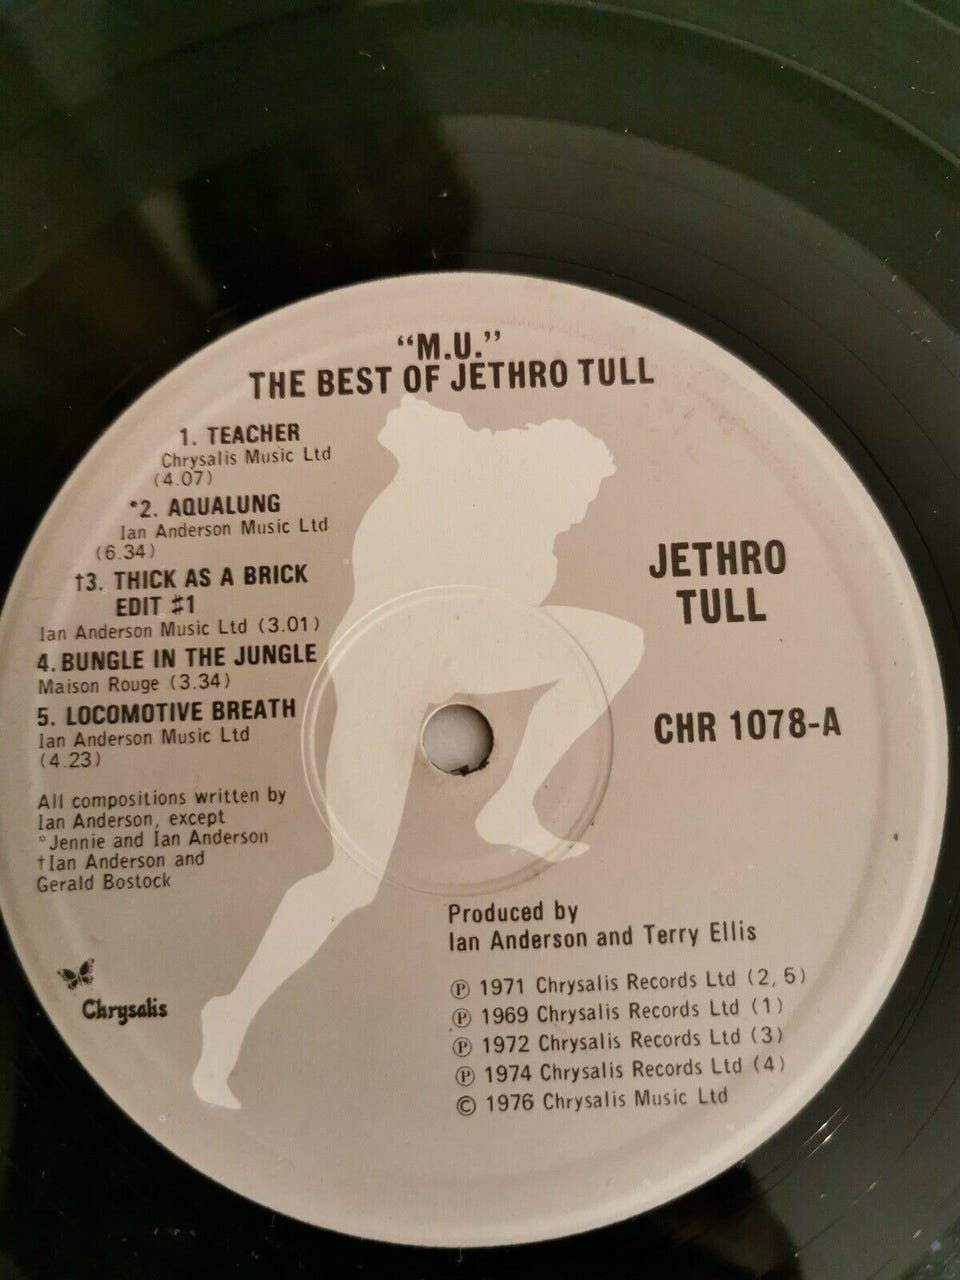 “M.U.”
THE BEST OF JETHRO TULL
1. TEACHER
Chrysalis Music Ltd
(4.07)
*2. AQUALUNG
Ian Anderson Music Ltd
(6.34)
†3. THICK AS A BRICK
EDIT #1
Ian Anderson Music Ltd (3.01)
4. BUNGLE IN THE JUNGLE
Maison Rouge (3.34)
5. LOCOMOTIVE BREATH
Ian Anderson Music Ltd
(4.23)
All compositions written by
Ian Anderson, except
*Jennie and Ian Anderson
†Ian Anderson and
Gerald Bostock
Chrysalis
JETHRO
TULL
CHR 1078-A
Produced by
Ian Anderson and Terry Ellis
℗ 1971 Chrysalis Records Ltd (2, 5)
℗ 1969 Chrysalis Records Ltd (1)
℗ 1972 Chrysalis Records Ltd (3)
℗ 1974 Chrysalis Records Ltd (4)
© 1976 Chrysalis Music Ltd